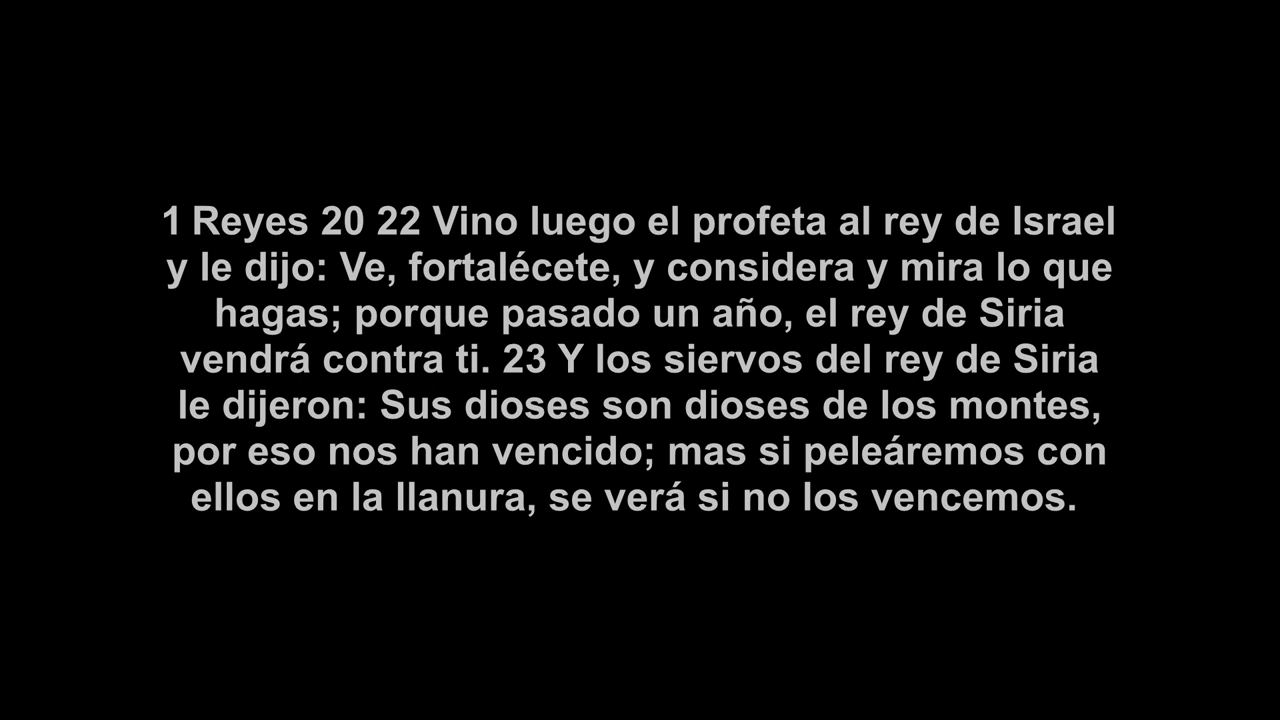 1 Reyes 20 22 Vino luego el profeta al rey de Israel
y le dijo: Ve, fortalécete, y considera y mira lo que
hagas; porque pasado un año, el rey de Siria
vendrá contra ti. 23 Y los siervos del rey de Siria
le dijeron: Sus dioses son dioses de los montes,
por eso nos han vencido; mas si peleáremos con
ellos en la llanura, se verá si no los vencemos.